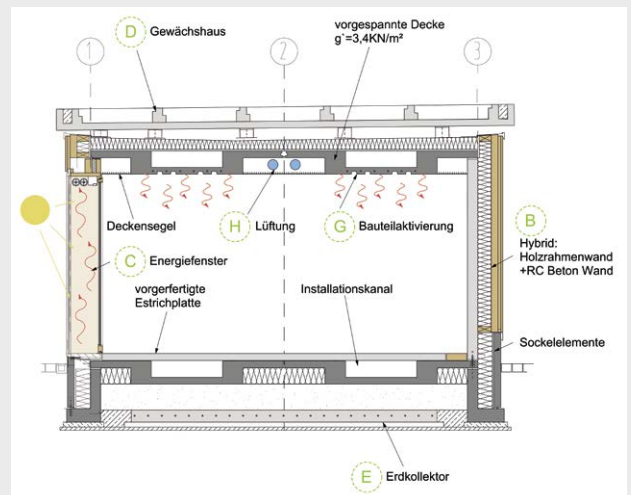 D Gewächshaus
vorgespannte Decke
g`=3,4KN/m²
1
2
3
Deckensegel
H Lüftung
G Bauteilaktivierung
B
Hybrid:
Holzrahmenwand
+RC Beton Wand
C Energiefenster
vorgerfertigte
Estrichplatte
Installationskanal
Sockelelemente
E Erdkollektor